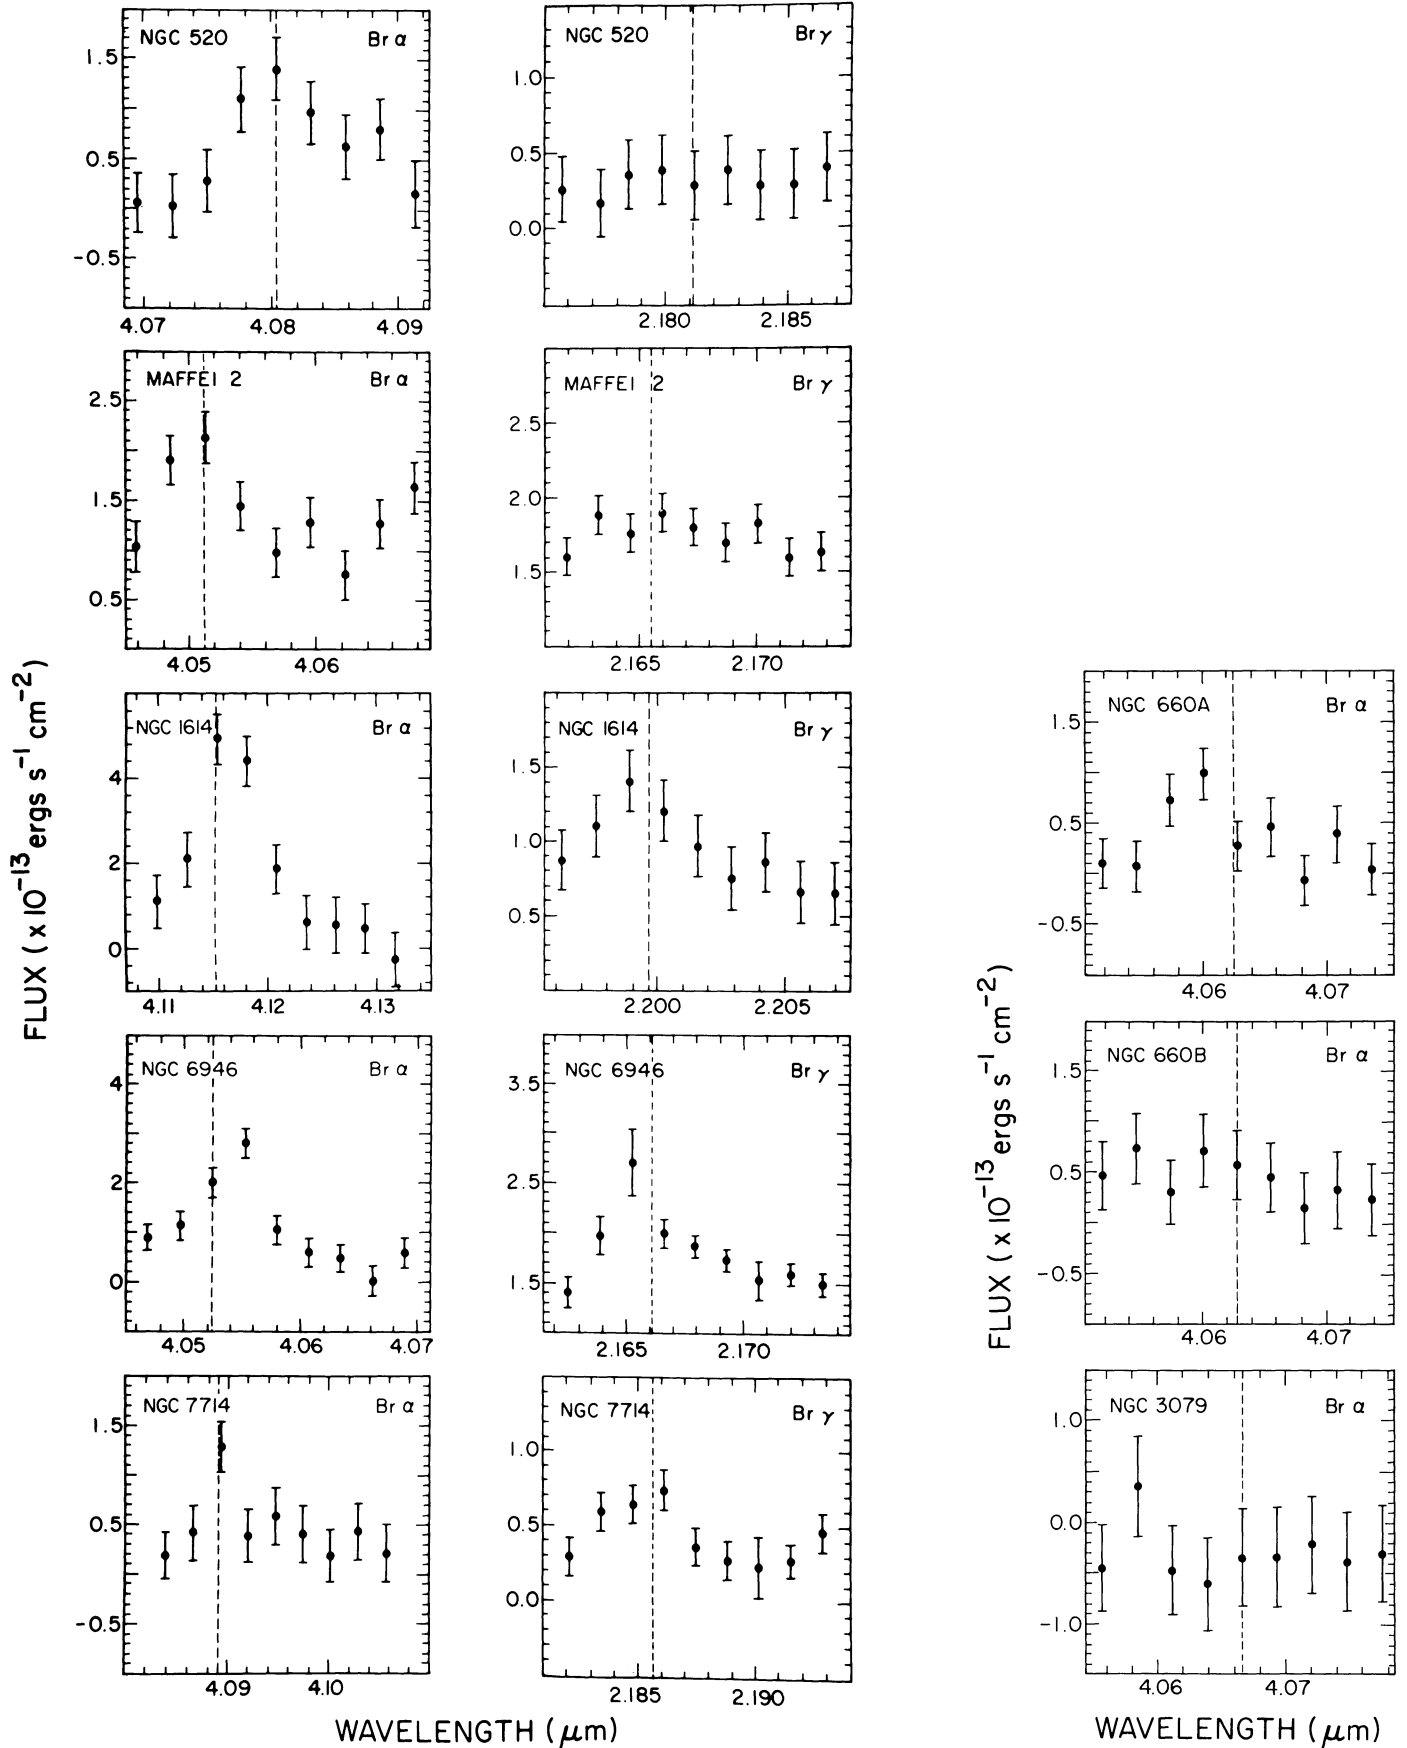 NGC 520 Br α
1.5
0.5
-0.5
4.07 4.08 4.09
NGC 520 Br γ
1.0
0.5
0.0
2.180 2.185
MAFFEI 2 Br α
2.5
1.5
0.5
4.05 4.06
MAFFEI 2 Br γ
2.5
2.0
1.5
2.165 2.170
NGC 1614 Br α
4
2
0
4.11 4.12 4.13
NGC 1614 Br γ
1.5
1.0
0.5
2.200 2.205
NGC 6946 Br α
4
2
0
4.05 4.06 4.07
NGC 6946 Br γ
3.5
2.5
1.5
2.165 2.170
NGC 7714 Br α
1.5
0.5
-0.5
4.09 4.10
NGC 7714 Br γ
1.0
0.5
0.0
2.185 2.190
FLUX (x10⁻¹³ ergs s⁻¹ cm⁻²)
WAVELENGTH (μm)
NGC 660A Br α
1.5
0.5
-0.5
4.06 4.07
NGC 660B Br α
1.5
0.5
-0.5
4.06 4.07
NGC 3079 Br α
1.0
0.0
-1.0
4.06 4.07
FLUX (x10⁻¹³ ergs s⁻¹ cm⁻²)
WAVELENGTH (μm)